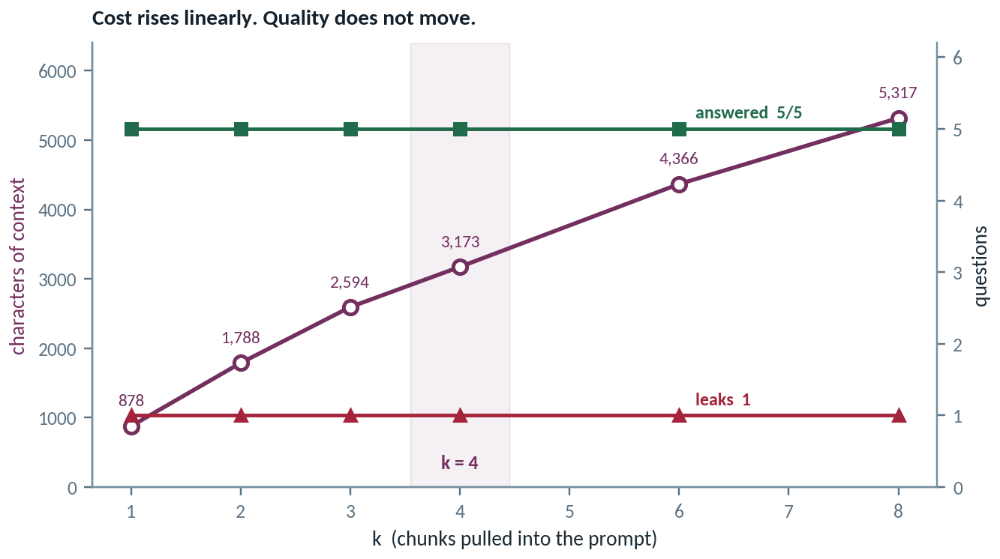 Cost rises linearly. Quality does not move.
6000
5000
4000
3000
2000
1000
0
characters of context
6
5
4
3
2
1
0
questions
5,317
answered 5/5
4,366
3,173
2,594
1,788
878
leaks 1
k = 4
1 2 3 4 5 6 7 8
k (chunks pulled into the prompt)